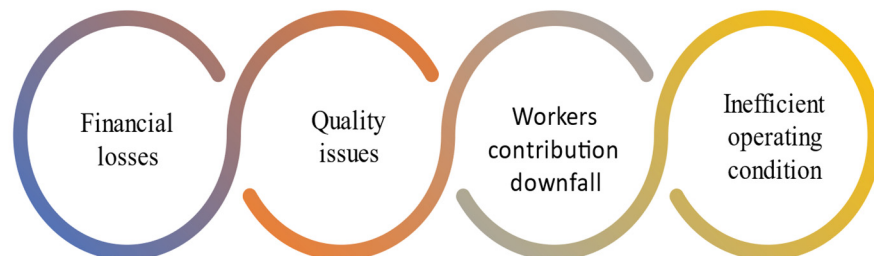 Financial
losses
Quality
issues
Workers
contribution
downfall
Inefficient
operating
condition